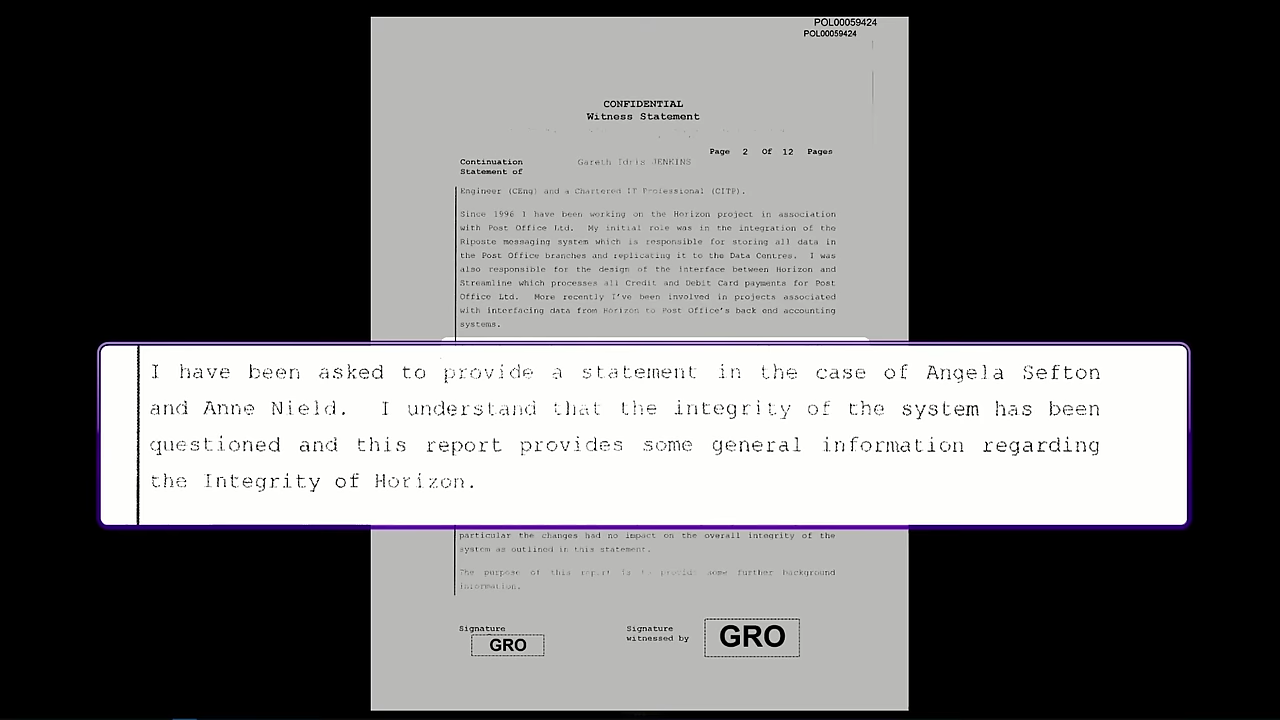 POL00059424
POL00059424
CONFIDENTIAL
Witness Statement
Page 2 Of 12 Pages
Continuation Gareth Idris JENKINS
Statement of
Engineer (CEng) and a Chartered IT Professional (CITP).
Since 1996 I have been working on the Horizon project in association
with Post Office Ltd. My initial role was in the integration of the
Riposte messaging system which is responsible for storing all data in
the Post Office branches and replicating it to the Data Centres. I was
also responsible for the design of the interface between Horizon and
Streamline which processes all Credit and Debit Card payments for Post
Office Ltd. More recently I've been involved in projects associated
with interfacing data from Horizon to Post Office's back end accounting
systems.
I have been asked to provide a statement in the case of Angela Sefton
and Anne Nield. I understand that the integrity of the system has been
questioned and this report provides some general information regarding
the Integrity of Horizon.
particular the changes had no impact on the overall integrity of the
system as outlined in this statement.
The purpose of this report is to provide some further background
information.
Signature
GRO
Signature
witnessed by
GRO